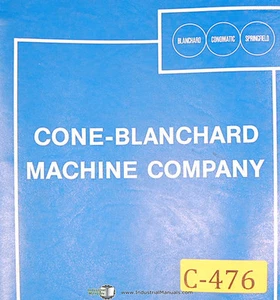 BLANCHARD CONOMATIC SPRINGFIELD
CONE-BLANCHARD
MACHINE COMPANY
www.IndustrialManuals.com
C-476